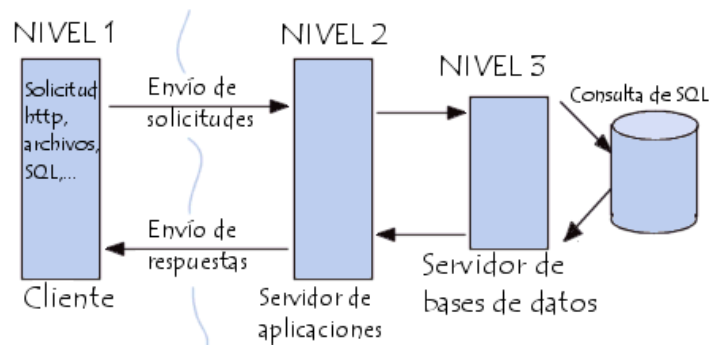 NIVEL 1
Solicitud
http,
archivos,
SQL,...
Cliente
Envío de
solicitudes
Envío de
respuestas
NIVEL 2
Servidor de
aplicaciones
NIVEL 3
Servidor de
bases de datos
Consulta de SQL